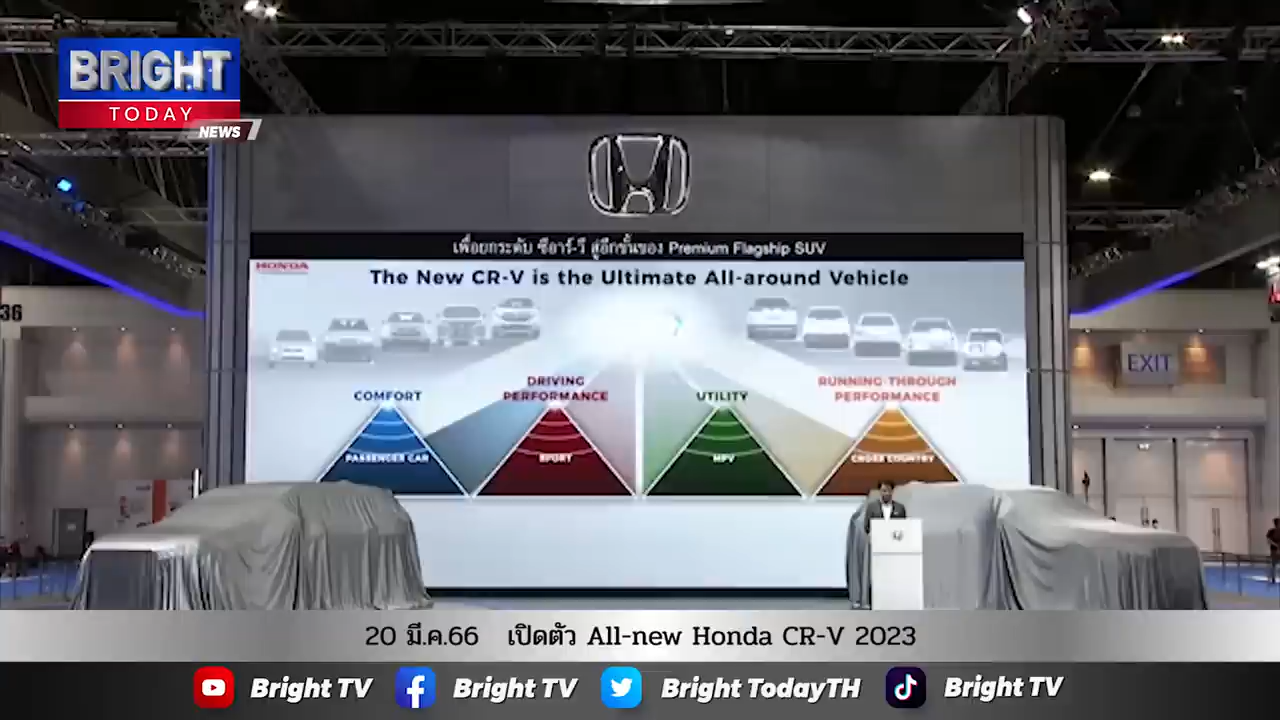 BRIGHT
TODAY
NEWS
เพื่อยกระดับ ซีอาร์-วี สู่อีกขั้นของ Premium Flagship SUV
HONDA
The New CR-V is the Ultimate All-around Vehicle
36
EXIT
COMFORT
DRIVING
PERFORMANCE
UTILITY
RUNNING-THROUGH
PERFORMANCE
PASSENGER CAR
SPORT
MPV
CROSS COUNTRY
20 มี.ค.66 เปิดตัว All-new Honda CR-V 2023
Bright TV
Bright TV
Bright TodayTH
Bright TV